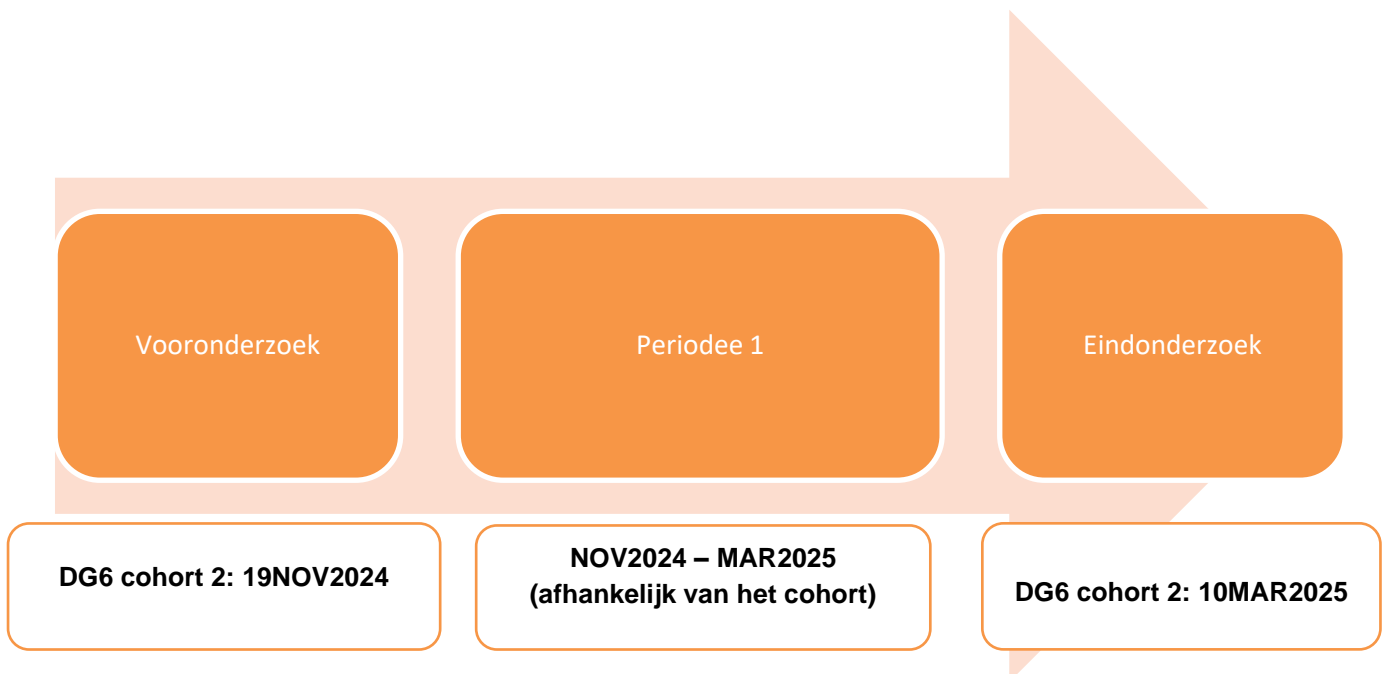 Vooronderzoek
Periodee 1
Eindonderzoek
DG6 cohort 2: 19NOV2024
NOV2024 – MAR2025
(afhankelijk van het cohort)
DG6 cohort 2: 10MAR2025